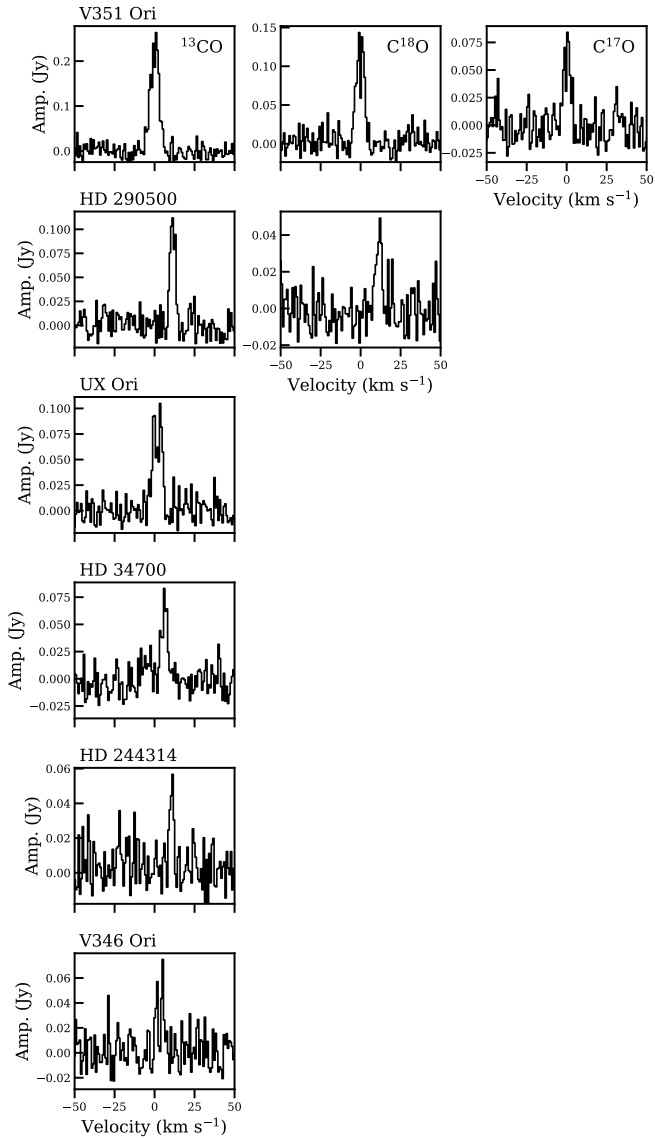 V351 Ori
¹³CO
C¹⁸O
C¹⁷O
Amp. (Jy)
0.2
0.1
0.0
0.15
0.10
0.05
0.00
0.075
0.050
0.025
0.000
−0.025
−50 −25 0 25 50
Velocity (km s⁻¹)
HD 290500
Amp. (Jy)
0.100
0.075
0.050
0.025
0.000
0.04
0.02
0.00
−0.02
−50 −25 0 25 50
Velocity (km s⁻¹)
UX Ori
Amp. (Jy)
0.100
0.075
0.050
0.025
0.000
HD 34700
Amp. (Jy)
0.075
0.050
0.025
0.000
−0.025
HD 244314
Amp. (Jy)
0.06
0.04
0.02
0.00
V346 Ori
Amp. (Jy)
0.06
0.04
0.02
0.00
−0.02
−50 −25 0 25 50
Velocity (km s⁻¹)